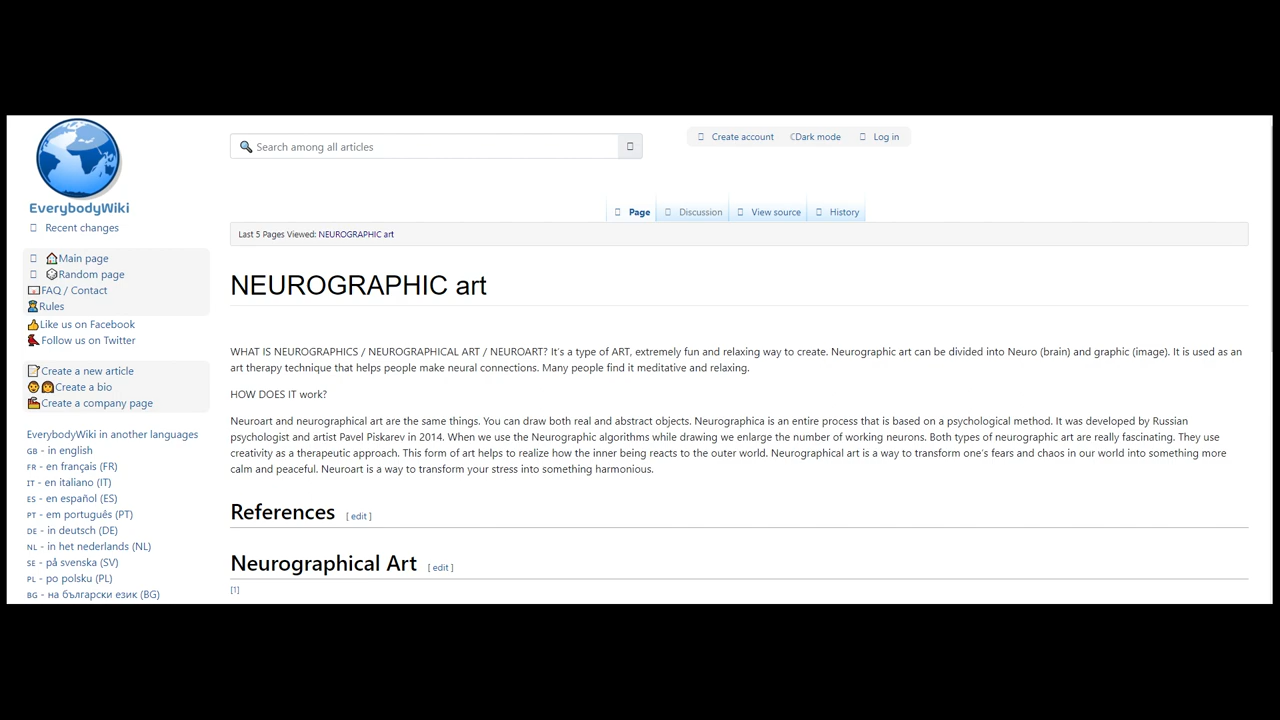 EverybodyWiki
Recent changes
Main page
Random page
FAQ / Contact
Rules
Like us on Facebook
Follow us on Twitter
Create a new article
Create a bio
Create a company page
EverybodyWiki in another languages
GB - in english
FR - en français (FR)
IT - en italiano (IT)
ES - en español (ES)
PT - em português (PT)
DE - in deutsch (DE)
NL - in het nederlands (NL)
SE - på svenska (SV)
PL - po polsku (PL)
BG - на български език (BG)
Search among all articles
Create account Dark mode Log in
Page Discussion View source History
Last 5 Pages Viewed: NEUROGRAPHIC art
NEUROGRAPHIC art
WHAT IS NEUROGRAPHICS / NEUROGRAPHICAL ART / NEUROART? It's a type of ART, extremely fun and relaxing way to create. Neurographic art can be divided into Neuro (brain) and graphic (image). It is used as an
art therapy technique that helps people make neural connections. Many people find it meditative and relaxing.
HOW DOES IT work?
Neuroart and neurographical art are the same things. You can draw both real and abstract objects. Neurographica is an entire process that is based on a psychological method. It was developed by Russian
psychologist and artist Pavel Piskarev in 2014. When we use the Neurographic algorithms while drawing we enlarge the number of working neurons. Both types of neurographic art are really fascinating. They use
creativity as a therapeutic approach. This form of art helps to realize how the inner being reacts to the outer world. Neurographical art is a way to transform one's fears and chaos in our world into something more
calm and peaceful. Neuroart is a way to transform your stress into something harmonious.
References [ edit ]
Neurographical Art [ edit ]
[1]